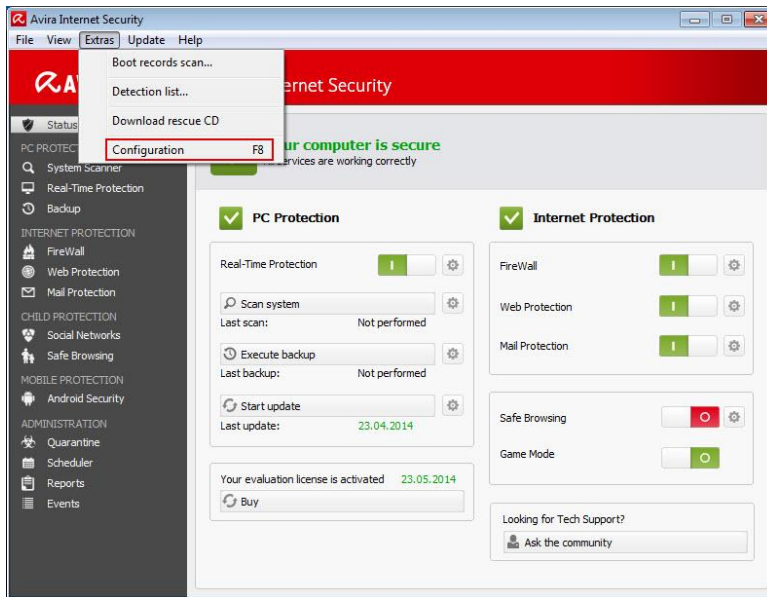 Avira Internet Security
File View Extras Update Help
Boot records scan...
Detection list...
Download rescue CD
Configuration F8
ernet Security
Status
ur computer is secure
services are working correctly
PC PROTEC
System Scanner
Real-Time Protection
Backup
INTERNET PROTECTION
FireWall
Web Protection
Mail Protection
CHILD PROTECTION
Social Networks
Safe Browsing
MOBILE PROTECTION
Android Security
ADMINISTRATION
Quarantine
Scheduler
Reports
Events
PC Protection
Real-Time Protection
Scan system
Last scan: Not performed
Execute backup
Last backup: Not performed
Start update
Last update: 23.04.2014
Your evaluation license is activated 23.05.2014
Buy
Internet Protection
FireWall
Web Protection
Mail Protection
Safe Browsing
Game Mode
Looking for Tech Support?
Ask the community